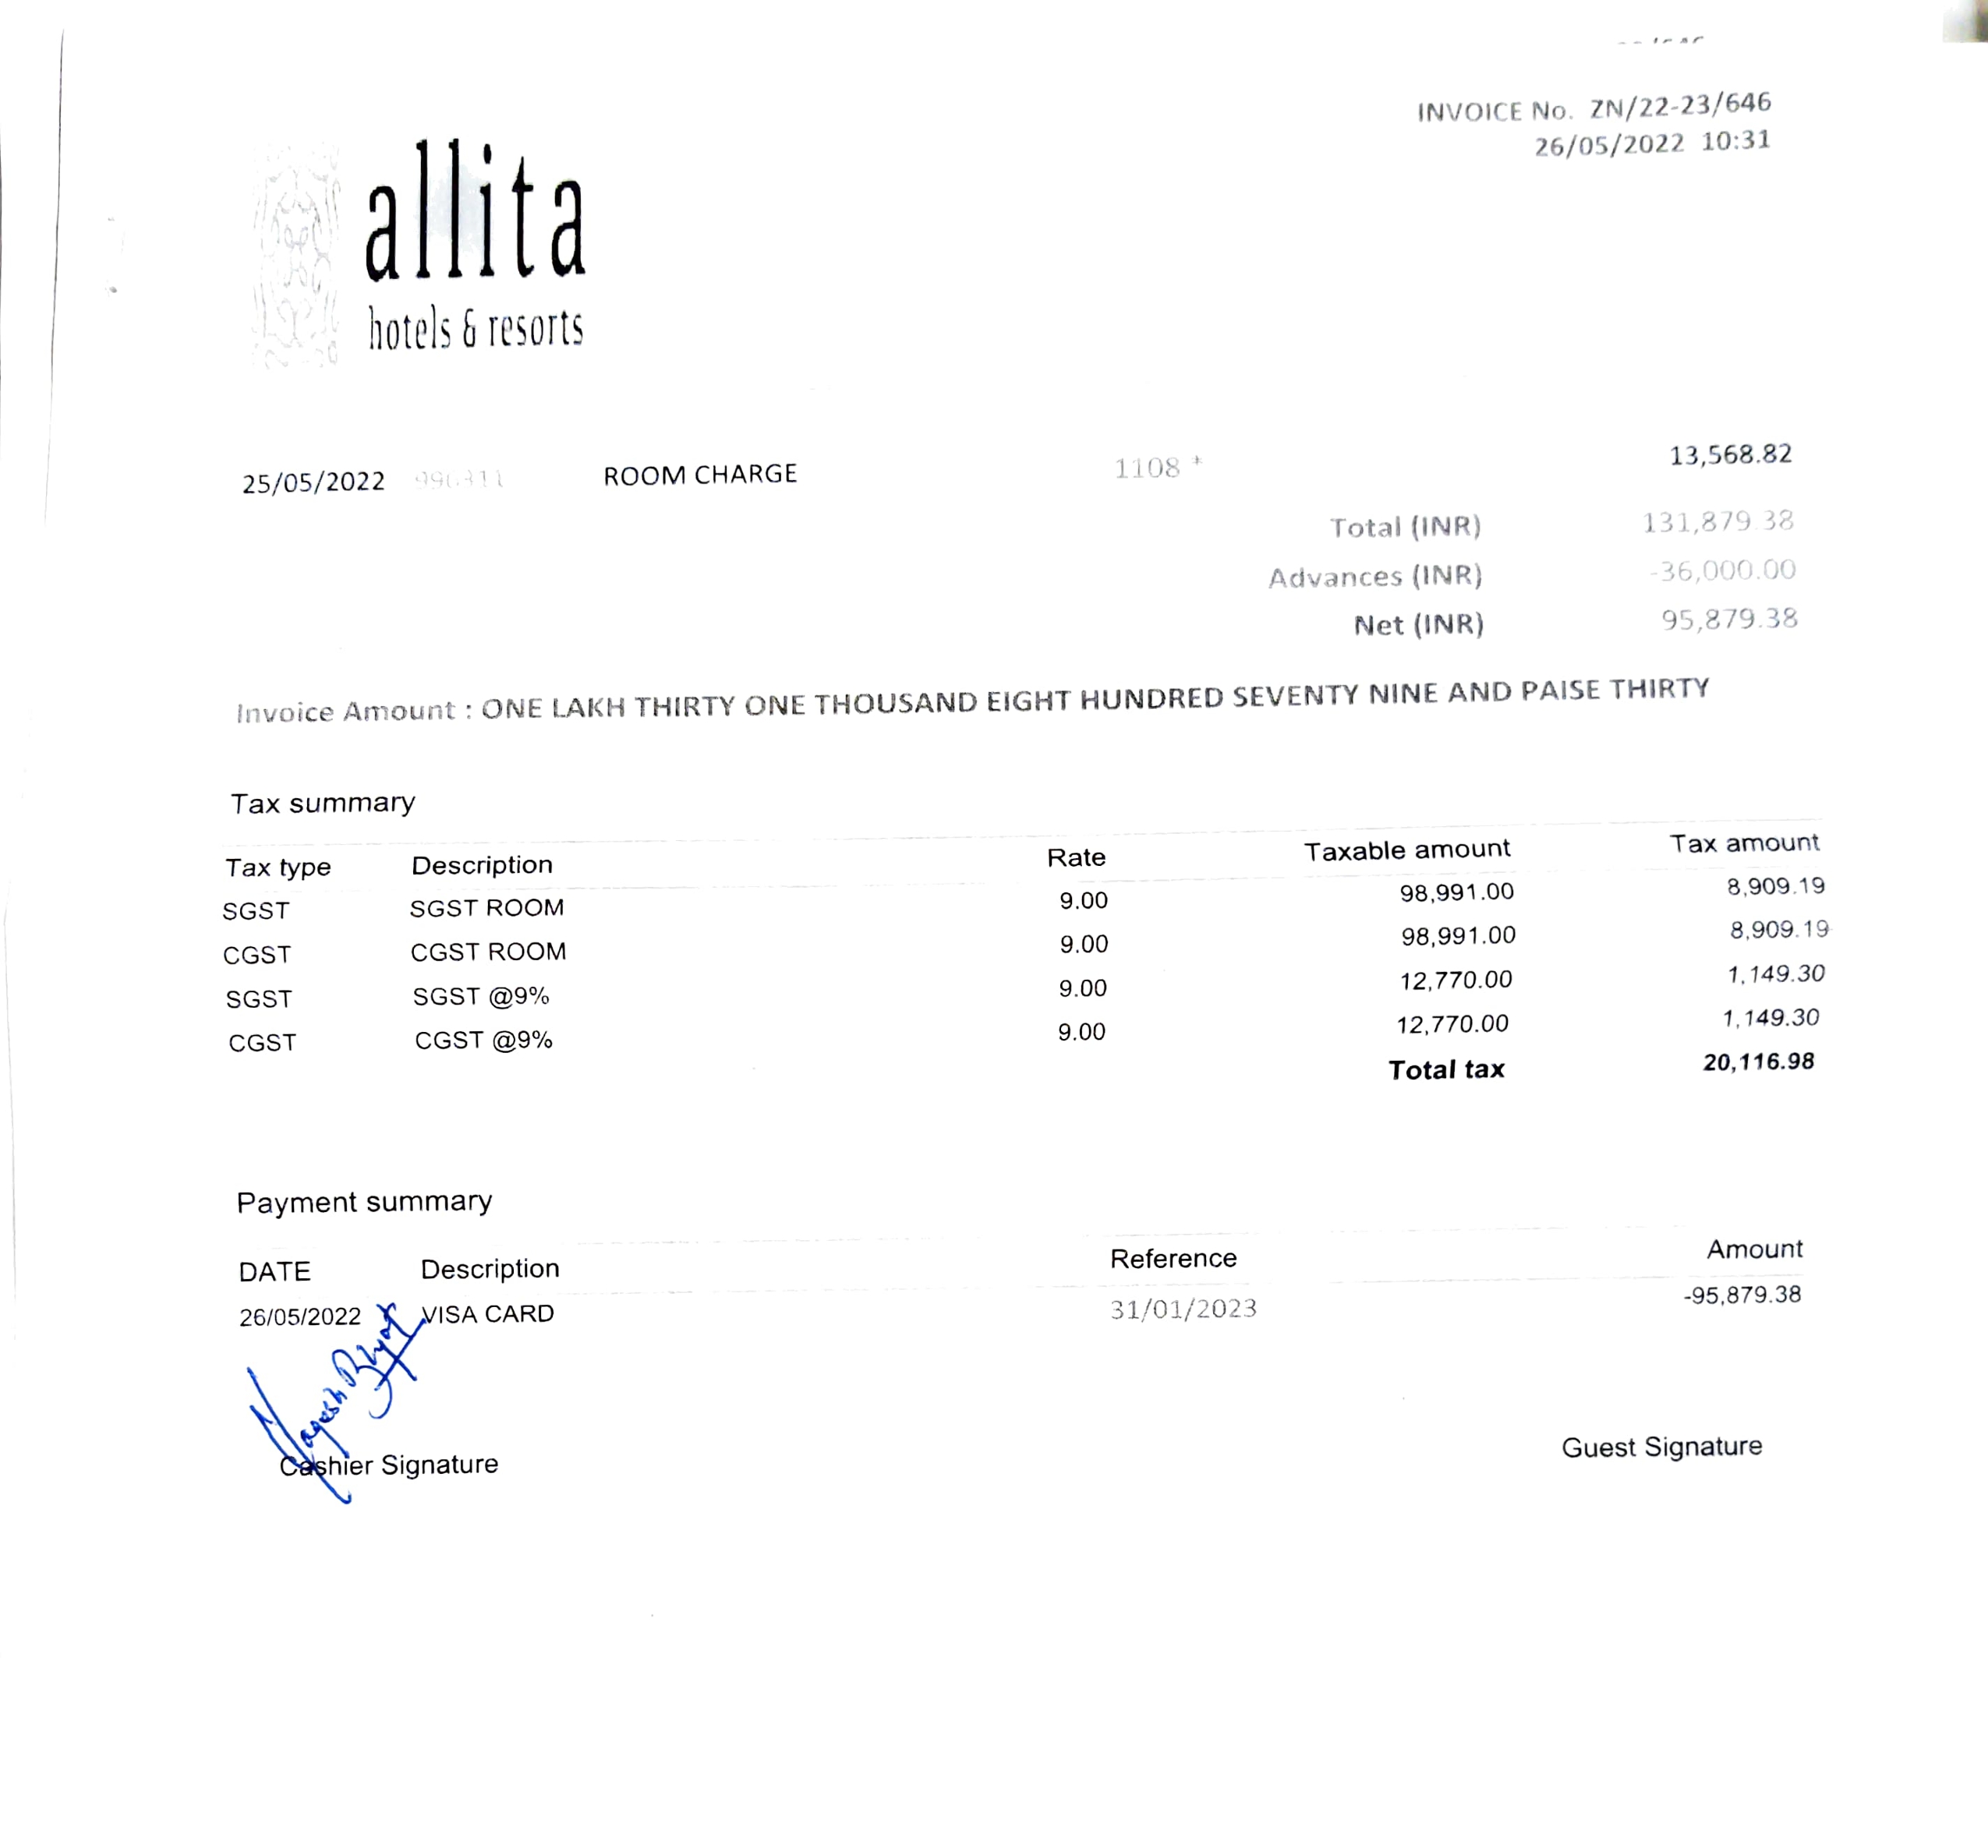 INVOICE No. ZN/22-23/646
26/05/2022 10:31
allita
hotels & resorts
25/05/2022 996311 ROOM CHARGE 1108 * 13,568.82
Total (INR) 131,879.38
Advances (INR) -36,000.00
Net (INR) 95,879.38
Invoice Amount : ONE LAKH THIRTY ONE THOUSAND EIGHT HUNDRED SEVENTY NINE AND PAISE THIRTY
Tax summary
Tax type Description Rate Taxable amount Tax amount
SGST SGST ROOM 9.00 98,991.00 8,909.19
CGST CGST ROOM 9.00 98,991.00 8,909.19
SGST SGST @9% 9.00 12,770.00 1,149.30
CGST CGST @9% 9.00 12,770.00 1,149.30
Total tax 20,116.98
Payment summary
DATE Description Reference Amount
26/05/2022 VISA CARD 31/01/2023 -95,879.38
Cashier Signature
Guest Signature